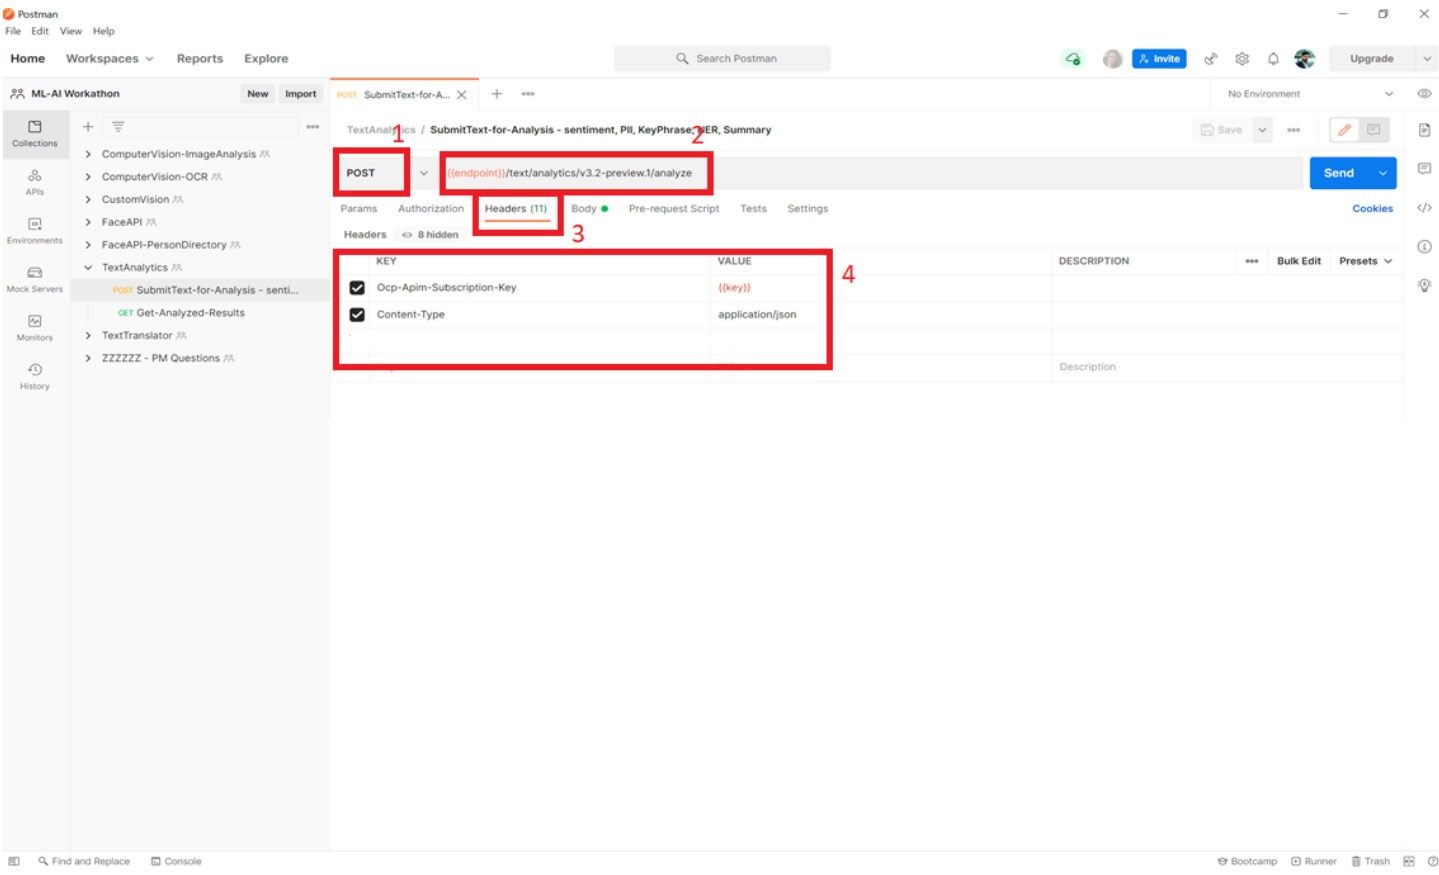 Postman
File Edit View Help
Home Workspaces Reports Explore
Search Postman
Invite
Upgrade
ML-AI Workathon
New Import
POST SubmitText-for-A...
No Environment
Collections
APIs
Environments
Mock Servers
Monitors
History
ComputerVision-ImageAnalysis
ComputerVision-OCR
CustomVision
FaceAPI
FaceAPI-PersonDirectory
TextAnalytics
POST SubmitText-for-Analysis - senti...
GET Get-Analyzed-Results
TextTranslator
ZZZZZZ - PM Questions
TextAnalytics / SubmitText-for-Analysis - sentiment, PII, KeyPhrase, NER, Summary
Save
1
2
POST
{{endpoint}}/text/analytics/v3.2-preview.1/analyze
Send
Params Authorization Headers (11) Body Pre-request Script Tests Settings
Cookies
3
Headers 8 hidden
KEY VALUE DESCRIPTION
Bulk Edit Presets
4
Ocp-Apim-Subscription-Key {{key}}
Content-Type application/json
Description
Find and Replace Console
Bootcamp Runner Trash